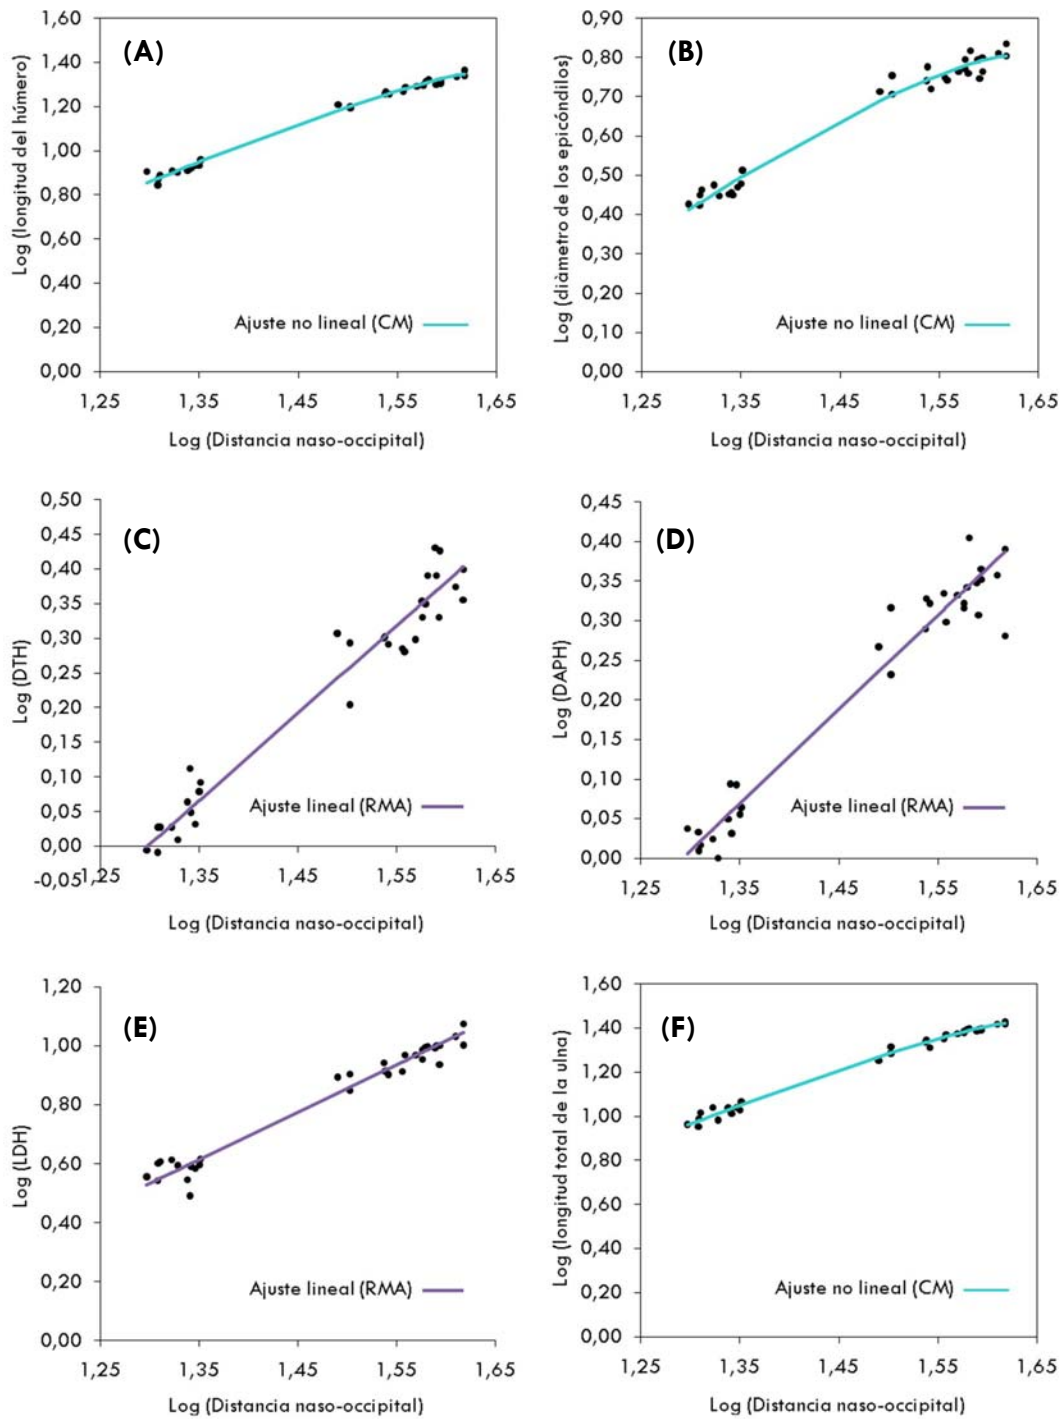 (A)
Log (longitud del húmero)
1,60
1,40
1,20
1,00
0,80
0,60
0,40
0,20
0,00
Ajuste no lineal (CM)
1,25 1,35 1,45 1,55 1,65
Log (Distancia naso-occipital)
(B)
Log (diàmetro de los epicóndilos)
0,90
0,80
0,70
0,60
0,50
0,40
0,30
0,20
0,10
0,00
Ajuste no lineal (CM)
1,25 1,35 1,45 1,55 1,65
Log (Distancia naso-occipital)
(C)
Log (DTH)
0,50
0,45
0,40
0,35
0,30
0,25
0,20
0,15
0,10
0,05
0,00
-0,05
Ajuste lineal (RMA)
1,25 1,35 1,45 1,55 1,65
Log (Distancia naso-occipital)
(D)
Log (DAPH)
0,45
0,40
0,35
0,30
0,25
0,20
0,15
0,10
0,05
0,00
Ajuste lineal (RMA)
1,25 1,35 1,45 1,55 1,65
Log (Distancia naso-occipital)
(E)
Log (LDH)
1,20
1,00
0,80
0,60
0,40
0,20
0,00
Ajuste lineal (RMA)
1,25 1,35 1,45 1,55 1,65
Log (Distancia naso-occipital)
(F)
Log (longitud total de la ulna)
1,60
1,40
1,20
1,00
0,80
0,60
0,40
0,20
0,00
Ajuste no lineal (CM)
1,25 1,35 1,45 1,55 1,65
Log (Distancia naso-occipital)